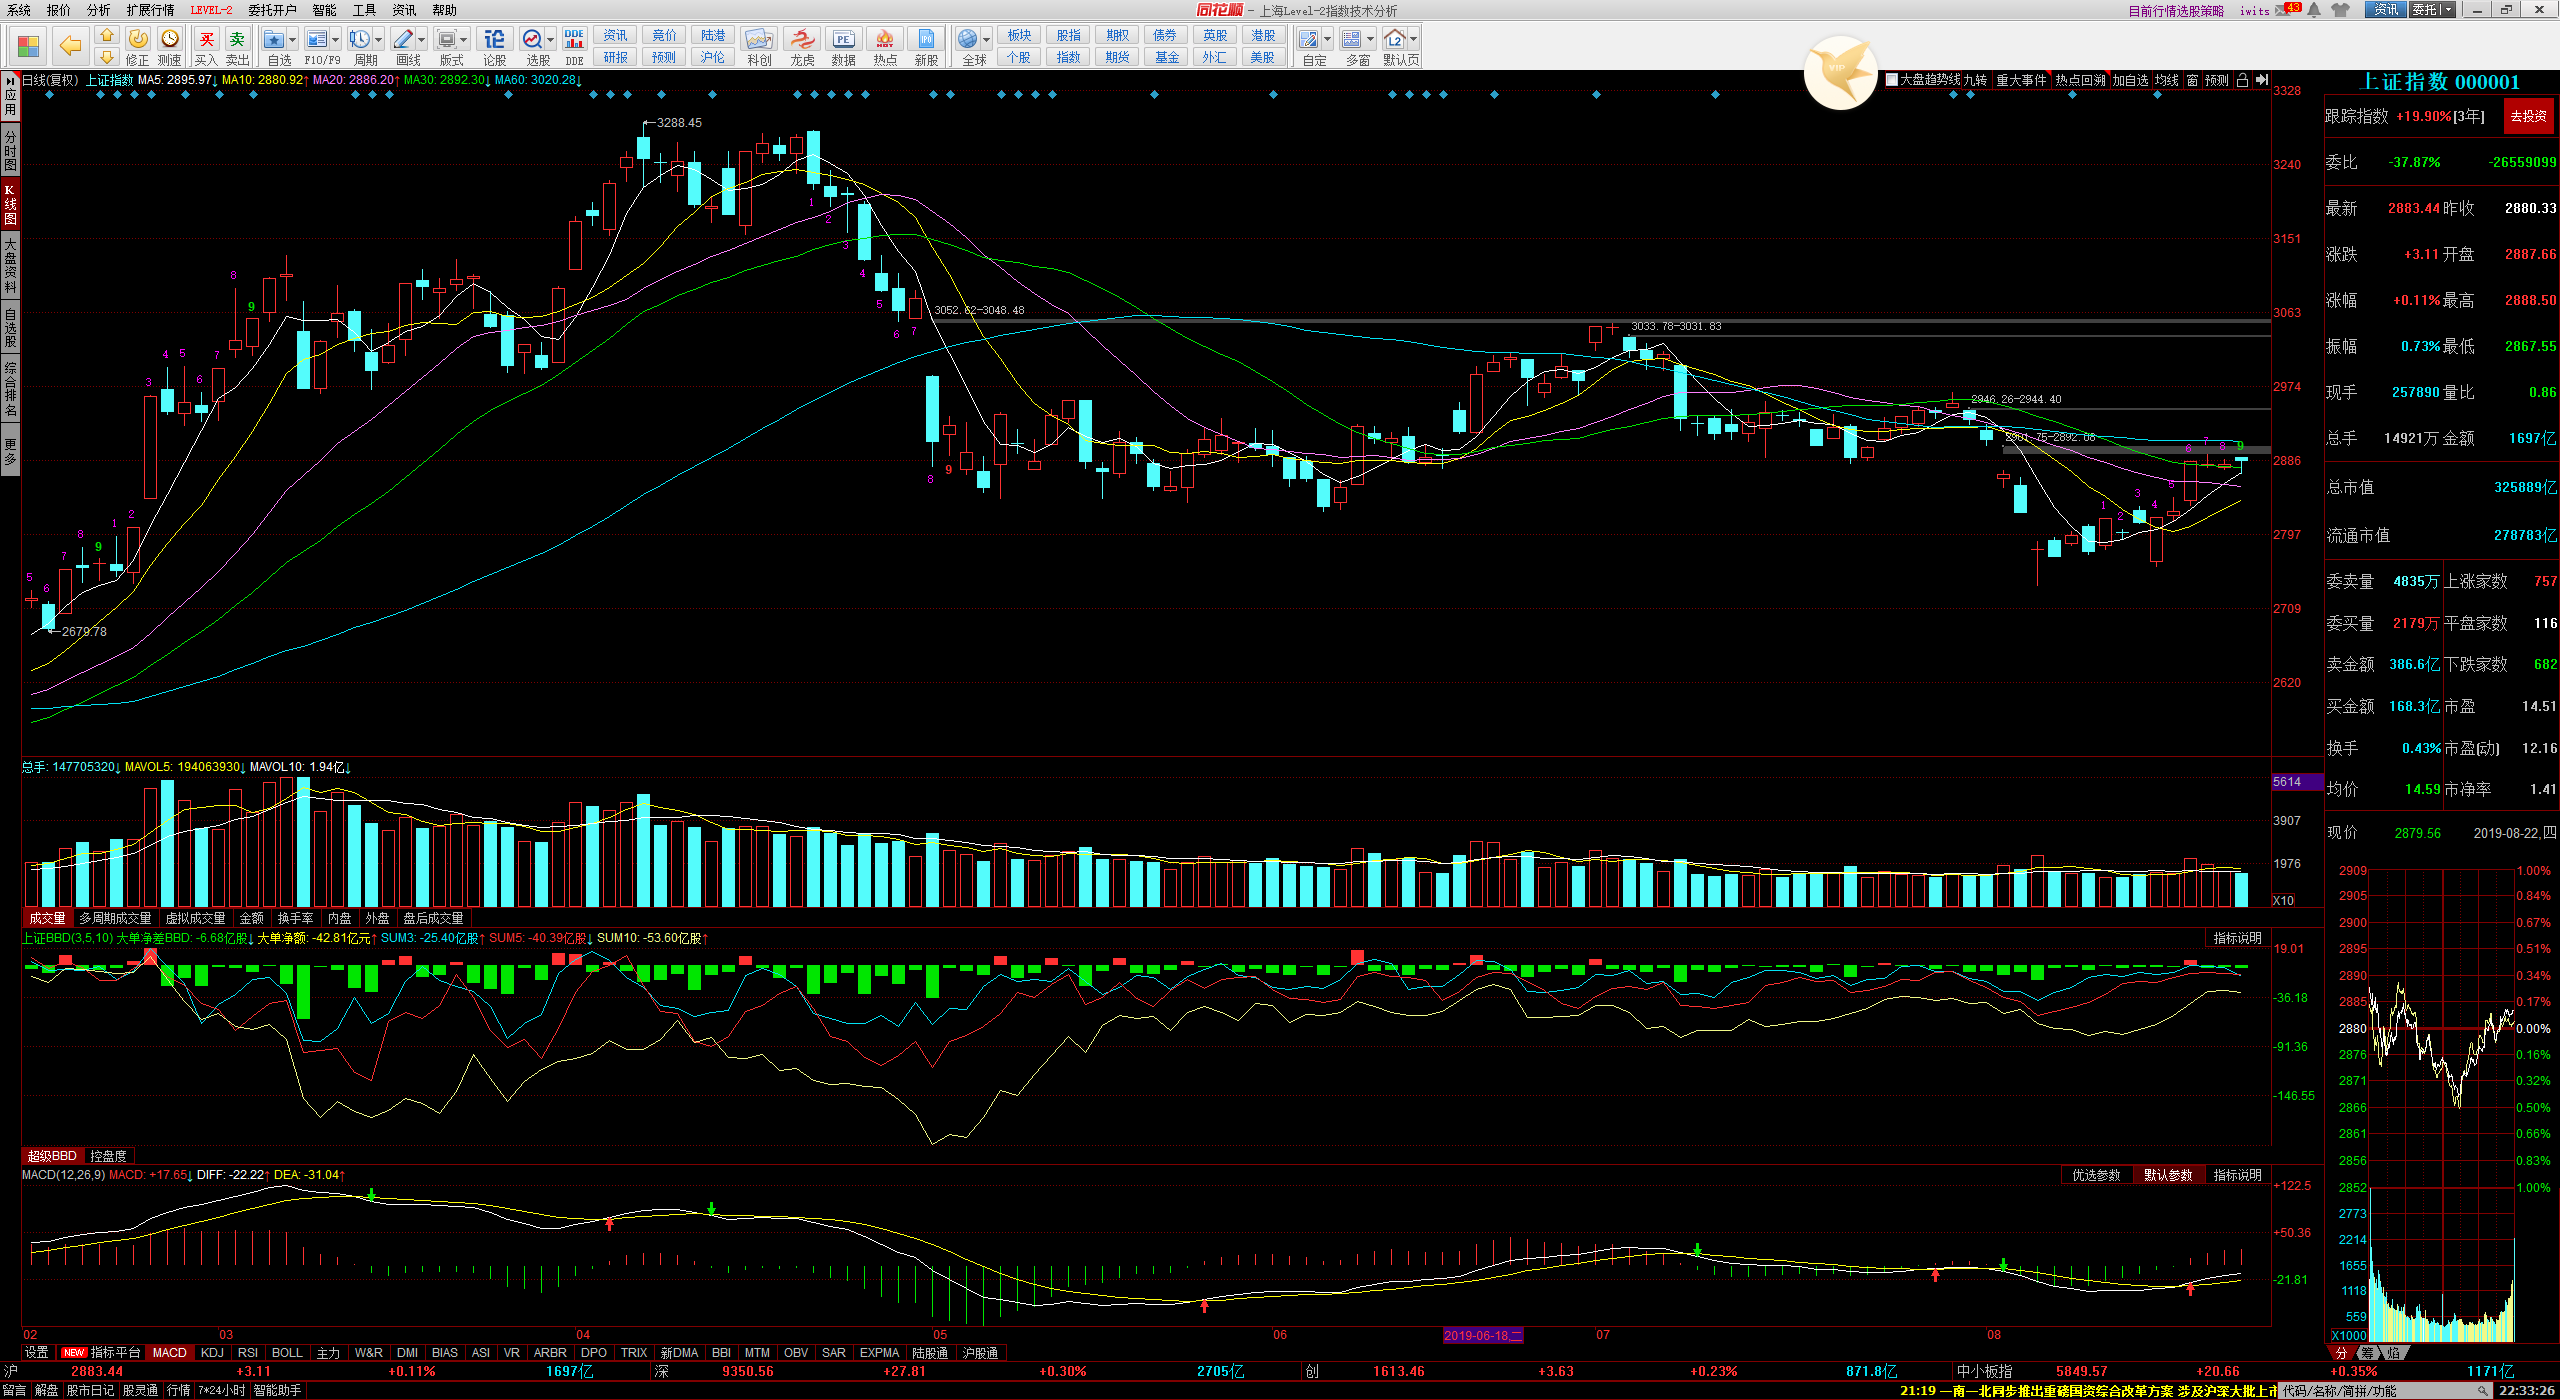 系统 报价 分析 扩展行情 LEVEL-2 委托开户 智能 工具 资讯 帮助
同花顺 - 上海Level-2指数技术分析
目前行情选股策略 iwits 43 资讯 委托
修正 测速 买入 卖出 自选 F10/F9 周期 画线 版式 论股 选股 DDE
资讯 竞价 陆港
研报 预测 沪伦
科创 龙虎 数据 热点 新股 全球
板块 股指 期权 债券 英股 港股
个股 指数 期货 基金 外汇 美股
自定 多窗 默认页
VIP
应用
分时图
K线图
大盘资料
自选股
综合排名
更多
日线(复权) 上证指数 MA5: 2895.97↓ MA10: 2880.92↑ MA20: 2886.20↑ MA30: 2892.30↓ MA60: 3020.28↓
大盘趋势线 九转 重大事件 热点回溯 加自选 均线 窗 预测
3328
3240
3151
3063
2974
2886
2797
2709
2620
3288.45
2679.78
3052.62-3048.48
3033.78-3031.83
2946.26-2944.40
2901.75-2892.08
总手: 147705320↓ MAVOL5: 194063930↓ MAVOL10: 1.94亿↓
5614
3907
1976
X10
成交量 多周期成交量 虚拟成交量 金额 换手率 内盘 外盘 盘后成交量
上证BBD(3,5,10) 大单净差BBD: -6.68亿股↓ 大单净额: -42.81亿元↑ SUM3: -25.40亿股↑ SUM5: -40.39亿股↓ SUM10: -53.60亿股↑
指标说明
19.01
-36.18
-91.36
-146.55
超级BBD 控盘度
MACD(12,26,9) MACD: +17.65↓ DIFF: -22.22↑ DEA: -31.04↑
优选参数 默认参数 指标说明
+122.5
+50.36
-21.81
02 03 04 05 06 2019-06-18,二 07 08
设置 NEW 指标平台 MACD KDJ RSI BOLL 主力 W&R DMI BIAS ASI VR ARBR DPO TRIX 新DMA BBI MTM OBV SAR EXPMA 陆股通 沪股通
上证指数 000001
跟踪指数 +19.90%[3年] 去投资
委比 -37.87% -26559099
最新 2883.44 昨收 2880.33
涨跌 +3.11 开盘 2887.66
涨幅 +0.11% 最高 2888.50
振幅 0.73% 最低 2867.55
现手 257890 量比 0.86
总手 14921万 金额 1697亿
总市值 325889亿
流通市值 278783亿
委卖量 4835万 上涨家数 757
委买量 2179万 平盘家数 116
卖金额 386.6亿 下跌家数 682
买金额 168.3亿 市盈 14.51
换手 0.43% 市盈(动) 12.16
均价 14.59 市净率 1.41
现价 2879.56 2019-08-22,四
2909 1.00%
2905 0.84%
2900 0.67%
2895 0.51%
2890 0.34%
2885 0.17%
2880 0.00%
2876 0.16%
2871 0.32%
2866 0.50%
2861 0.66%
2856 0.83%
2852 1.00%
2773
2214
1655
1118
559
X1000
分 筹 焰
沪 2883.44 +3.11 +0.11% 1697亿 深 9350.56 +27.81 +0.30% 2705亿 创 1613.46 +3.63 +0.23% 871.8亿 中小板指 5849.57 +20.66 +0.35% 1171亿
留言 解盘 股市日记 股灵通 行情 7*24小时 智能助手
21:19 一南一北同步推出重磅国资综合改革方案 涉及沪深大批上市
代码/名称/简拼/功能 22:33:26